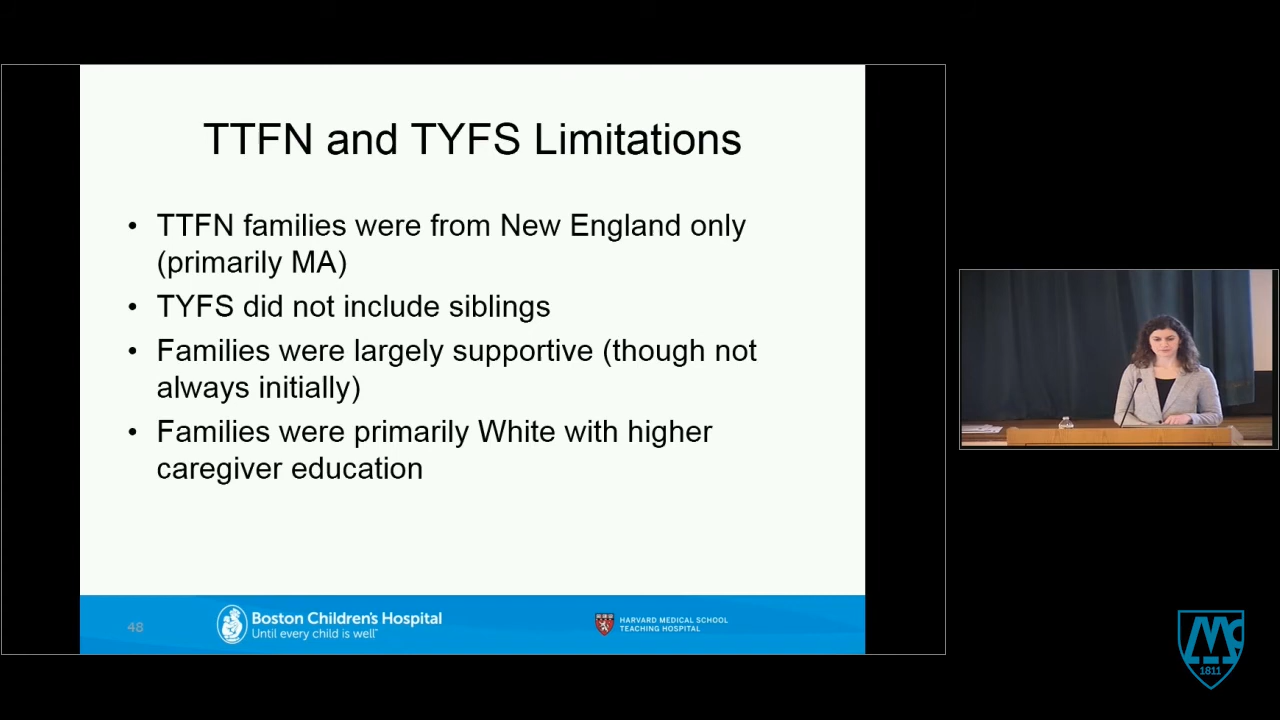 TTFN and TYFS Limitations
• TTFN families were from New England only
(primarily MA)
• TYFS did not include siblings
• Families were largely supportive (though not
always initially)
• Families were primarily White with higher
caregiver education
48
Boston Children's Hospital
Until every child is well™
HARVARD MEDICAL SCHOOL
TEACHING HOSPITAL
Mc
1811